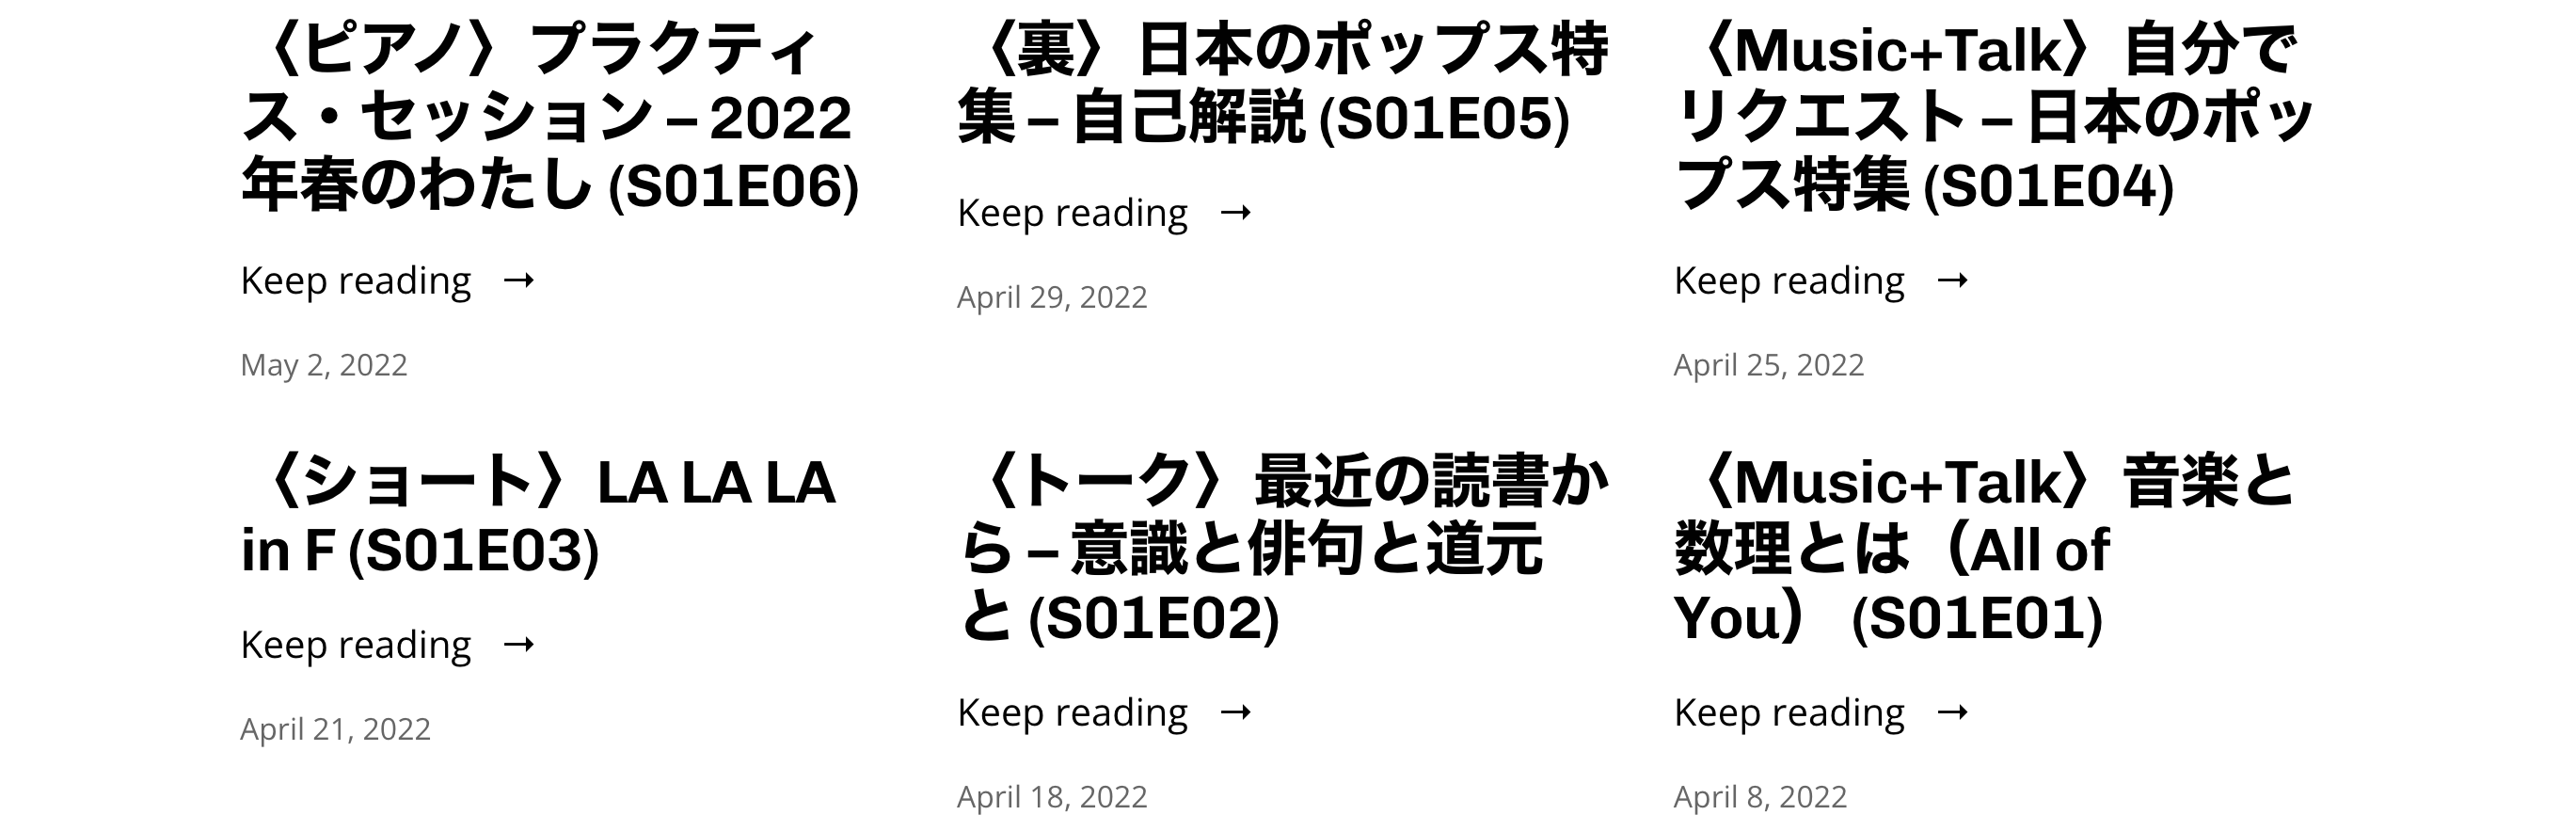 〈ピアノ〉プラクティ
ス・セッション – 2022
年春のわたし (S01E06)
Keep reading →
May 2, 2022
〈裏〉日本のポップス特
集 – 自己解説 (S01E05)
Keep reading →
April 29, 2022
〈Music+Talk〉自分で
リクエスト – 日本のポッ
プス特集 (S01E04)
Keep reading →
April 25, 2022
〈ショート〉LA LA LA
in F (S01E03)
Keep reading →
April 21, 2022
〈トーク〉最近の読書か
ら – 意識と俳句と道元
と (S01E02)
Keep reading →
April 18, 2022
〈Music+Talk〉音楽と
数理とは（All of
You） (S01E01)
Keep reading →
April 8, 2022